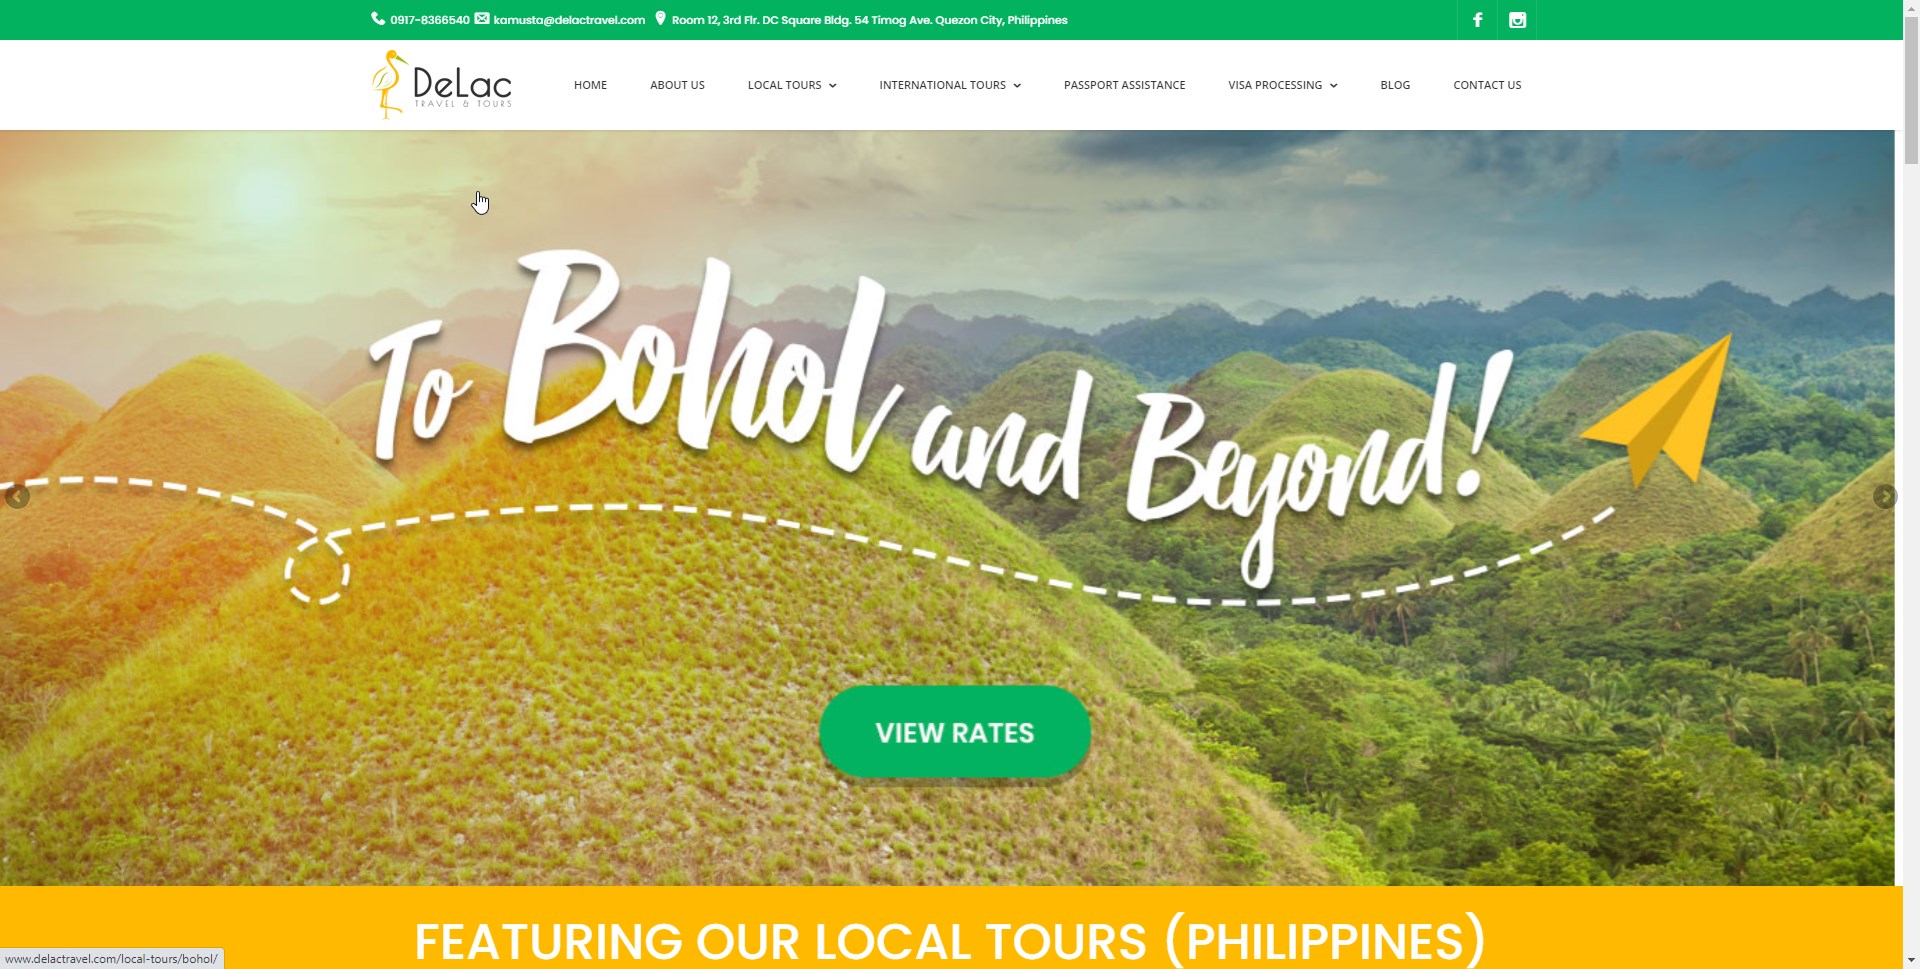 0917-8366540 kamusta@delactravel.com Room 12, 3rd Flr. DC Square Bldg. 54 Timog Ave. Quezon City, Philippines
DeLac
TRAVEL & TOURS
HOME ABOUT US LOCAL TOURS INTERNATIONAL TOURS PASSPORT ASSISTANCE VISA PROCESSING BLOG CONTACT US
To Bohol and Beyond!
VIEW RATES
FEATURING OUR LOCAL TOURS (PHILIPPINES)
www.delactravel.com/local-tours/bohol/